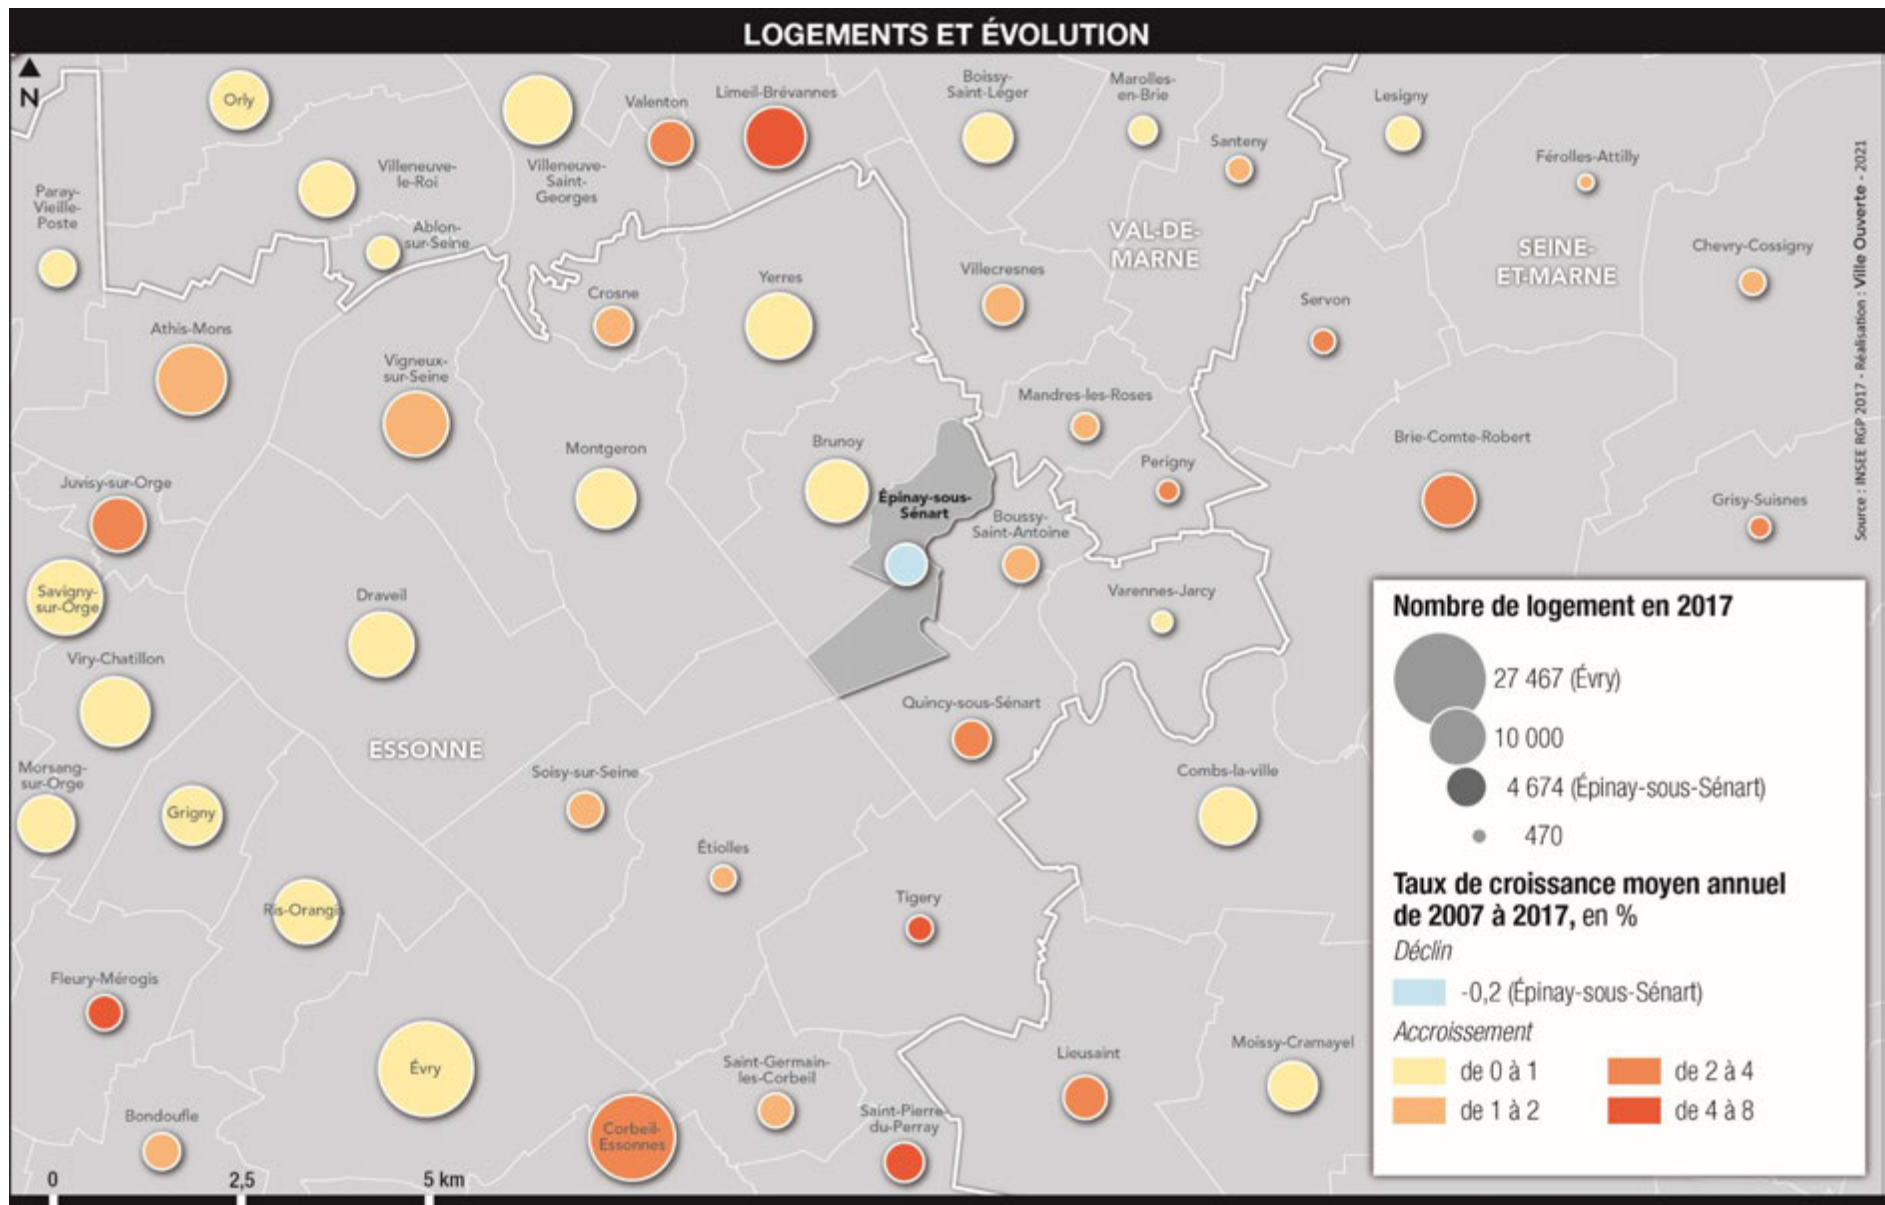 LOGEMENTS ET ÉVOLUTION
N
Orly
Valenton
Limeil-Brévannes
Boissy-
Saint-Léger
Marolles-
en-Brie
Lesigny
Santeny
Férolles-Attilly
Villeneuve-
le-Roi
Villeneuve-
Saint-
Georges
Paray-
Vieille-
Poste
Ablon-
sur-Seine
VAL-DE-
MARNE
SEINE-
ET-MARNE
Chevry-Cossigny
Villecresnes
Yerres
Crosne
Servon
Athis-Mons
Vigneux-
sur-Seine
Mandres-les-Roses
Brie-Comte-Robert
Brunoy
Montgeron
Perigny
Juvisy-sur-Orge
Épinay-sous-
Sénart
Grisy-Suisnes
Boussy-
Saint-Antoine
Savigny-
sur-Orge
Draveil
Varennes-Jarcy
Viry-Chatillon
Quincy-sous-Sénart
ESSONNE
Morsang-
sur-Orge
Soisy-sur-Seine
Combs-la-ville
Grigny
Étiolles
Tigery
Ris-Orangis
Fleury-Mérogis
Évry
Saint-Germain-
les-Corbeil
Lieusaint
Moissy-Cramayel
Bondoufle
Corbeil-
Essonnes
Saint-Pierre-
du-Perray
0
2,5
5 km
Nombre de logement en 2017
27 467 (Évry)
10 000
4 674 (Épinay-sous-Sénart)
470
Taux de croissance moyen annuel
de 2007 à 2017, en %
Déclin
-0,2 (Épinay-sous-Sénart)
Accroissement
de 0 à 1
de 2 à 4
de 1 à 2
de 4 à 8
Source : INSEE RGP 2017 - Réalisation : Ville Ouverte - 2021